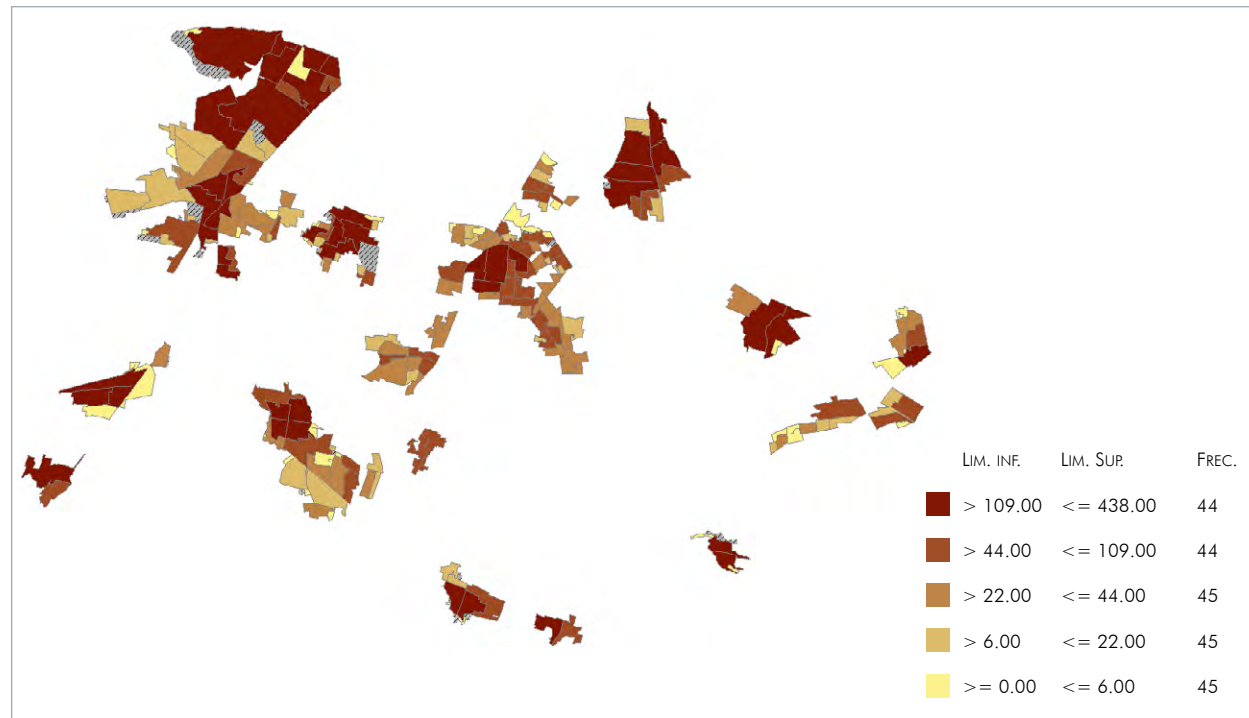 LIM. INF. LIM. SUP. FREC.
> 109.00 <= 438.00 44
> 44.00 <= 109.00 44
> 22.00 <= 44.00 45
> 6.00 <= 22.00 45
>= 0.00 <= 6.00 45